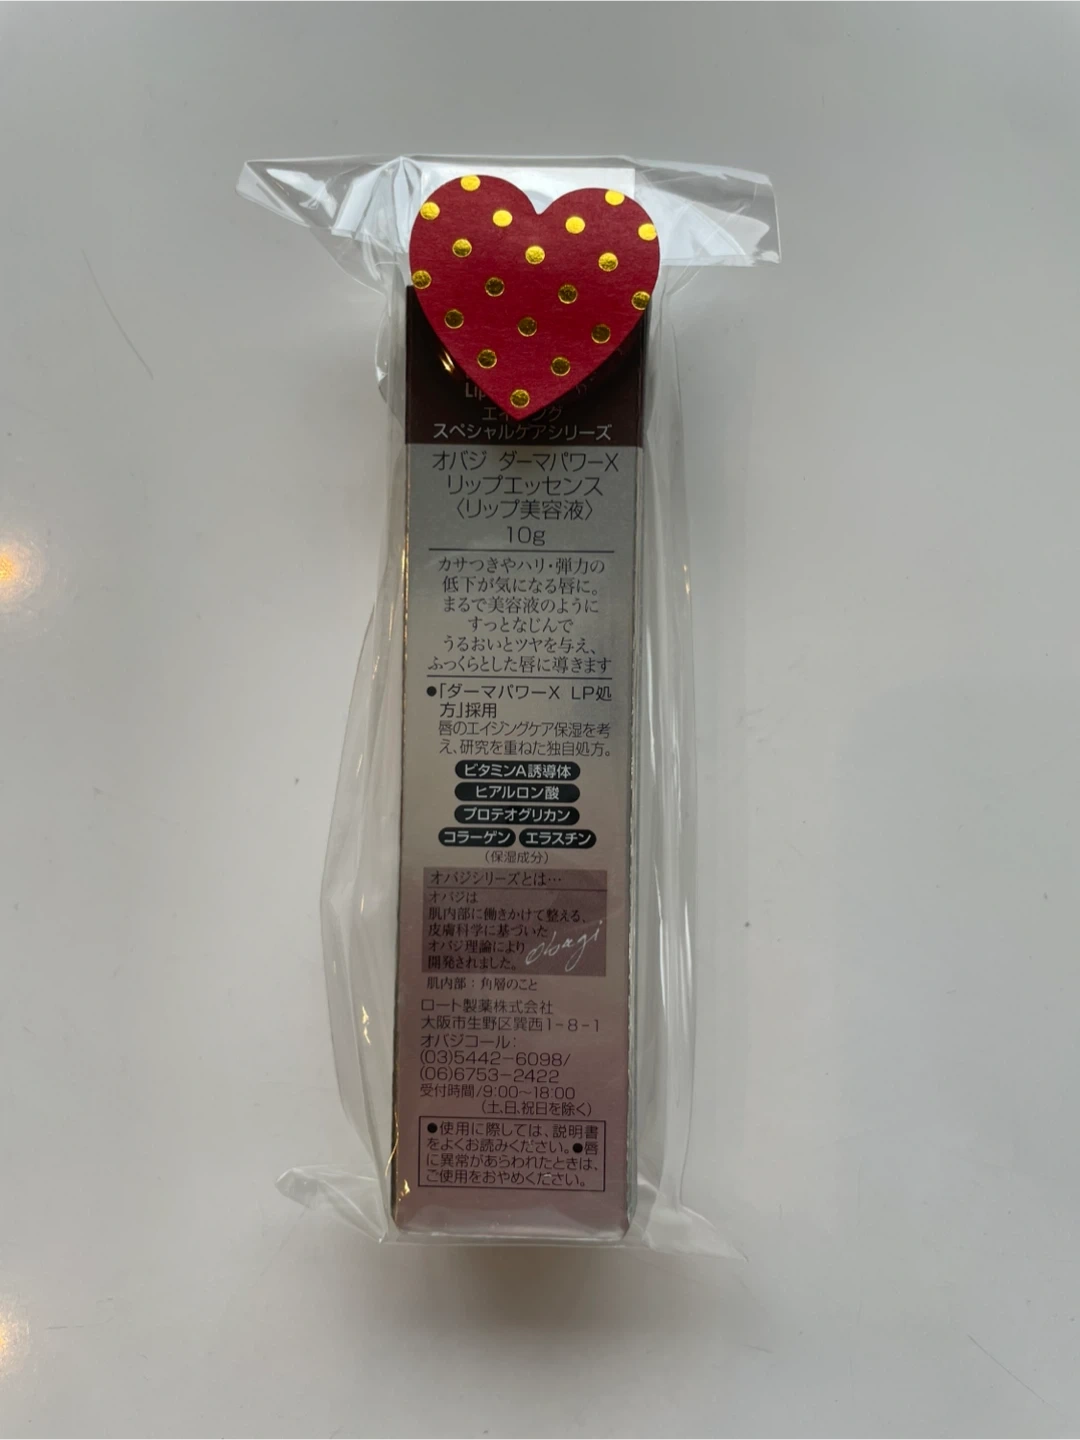 Lip
エイジング
スペシャルケアシリーズ
オバジ ダーマパワーX
リップエッセンス
〈リップ美容液〉
10g
カサつきやハリ・弾力の
低下が気になる唇に。
まるで美容液のように
すっとなじんで
うるおいとツヤを与え、
ふっくらとした唇に導きます
●「ダーマパワーX LP処
方」採用
唇のエイジングケア保湿を考
え、研究を重ねた独自処方。
ビタミンA誘導体
ヒアルロン酸
プロテオグリカン
コラーゲン エラスチン
(保湿成分)
オバジシリーズとは…
オバジは
肌内部に働きかけて整える、
皮膚科学に基づいた
オバジ理論により
開発されました。
obagi
肌内部:角層のこと
ロート製薬株式会社
大阪市生野区巽西1-8-1
オバジコール:
(03)5442-6098/
(06)6753-2422
受付時間/9:00~18:00
(土、日、祝日を除く)
●使用に際しては、説明書
をよくお読みください。●唇
に異常があらわれたときは、
ご使用をおやめください。